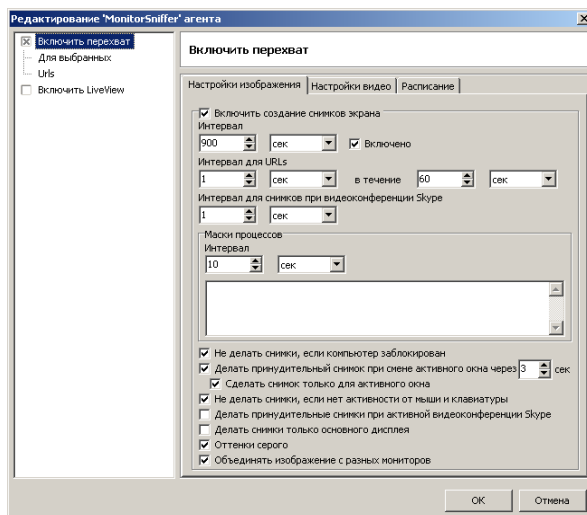 Редактирование 'MonitorSniffer' агента
Включить перехват
Для выбранных
Urls
Включить LiveView
Включить перехват
Настройки изображения Настройки видео Расписание
Включить создание снимков экрана
Интервал
900 сек Включено
Интервал для URLs
1 сек в течение 60 сек
Интервал для снимков при видеоконференции Skype
1 сек
Маски процессов
Интервал
10 сек
Не делать снимки, если компьютер заблокирован
Делать принудительный снимок при смене активного окна через 3 сек
Сделать снимок только для активного окна
Не делать снимки, если нет активности от мыши и клавиатуры
Делать принудительные снимки при активной видеоконференции Skype
Делать снимки только основного дисплея
Оттенки серого
Объединять изображение с разных мониторов
OK Отмена